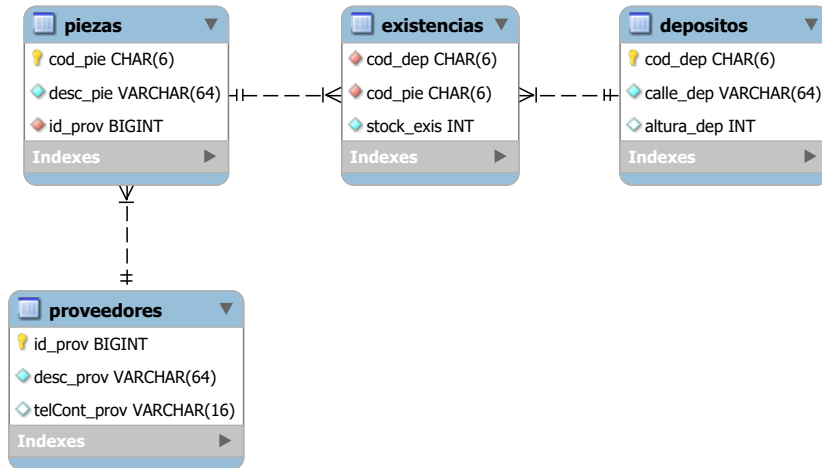 piezas
cod_pie CHAR(6)
desc_pie VARCHAR(64)
id_prov BIGINT
Indexes
existencias
cod_dep CHAR(6)
cod_pie CHAR(6)
stock_exis INT
Indexes
depositos
cod_dep CHAR(6)
calle_dep VARCHAR(64)
altura_dep INT
Indexes
proveedores
id_prov BIGINT
desc_prov VARCHAR(64)
telCont_prov VARCHAR(16)
Indexes